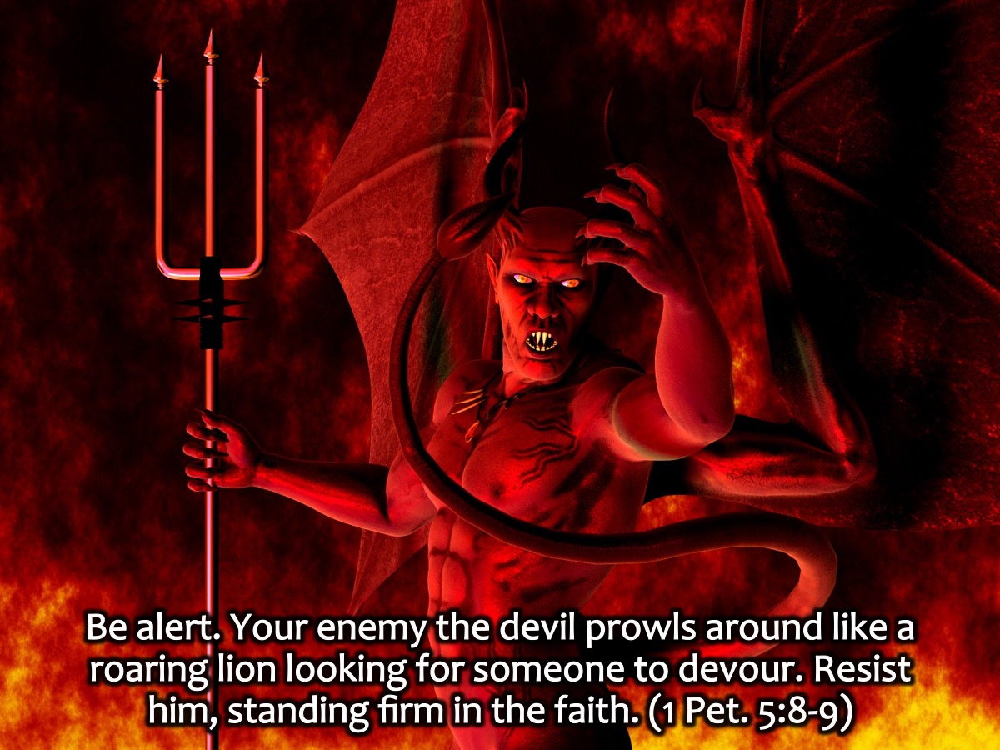 Be alert. Your enemy the devil prowls around like a
roaring lion looking for someone to devour. Resist
him, standing firm in the faith. (1 Pet. 5:8-9)